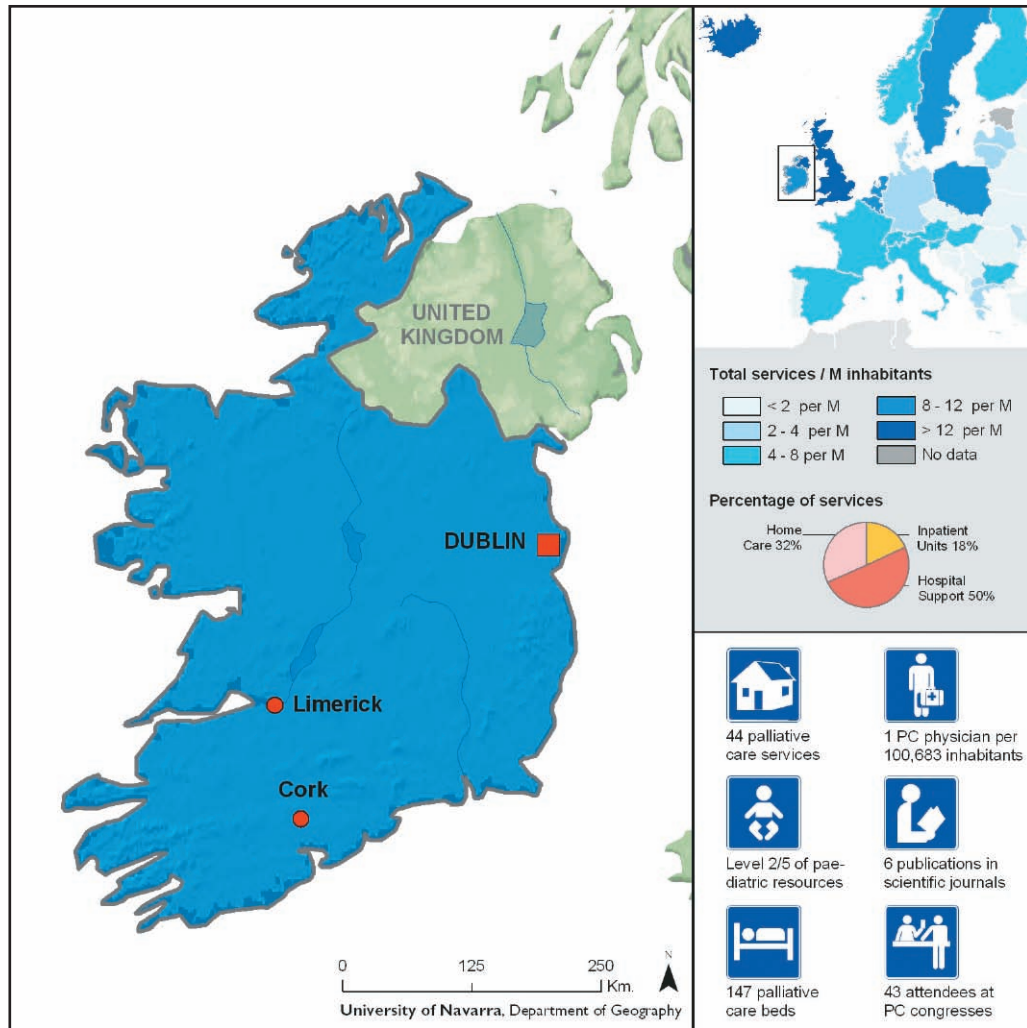 UNITED
KINGDOM
DUBLIN
Limerick
Cork
0 125 250
Km.
N
University of Navarra, Department of Geography
Total services / M inhabitants
< 2 per M
8 - 12 per M
2 - 4 per M
> 12 per M
4 - 8 per M
No data
Percentage of services
Home
Care 32%
Inpatient
Units 18%
Hospital
Support 50%
44 palliative
care services
1 PC physician per
100,683 inhabitants
Level 2/5 of pae-
diatric resources
6 publications in
scientific journals
147 palliative
care beds
43 attendees at
PC congresses